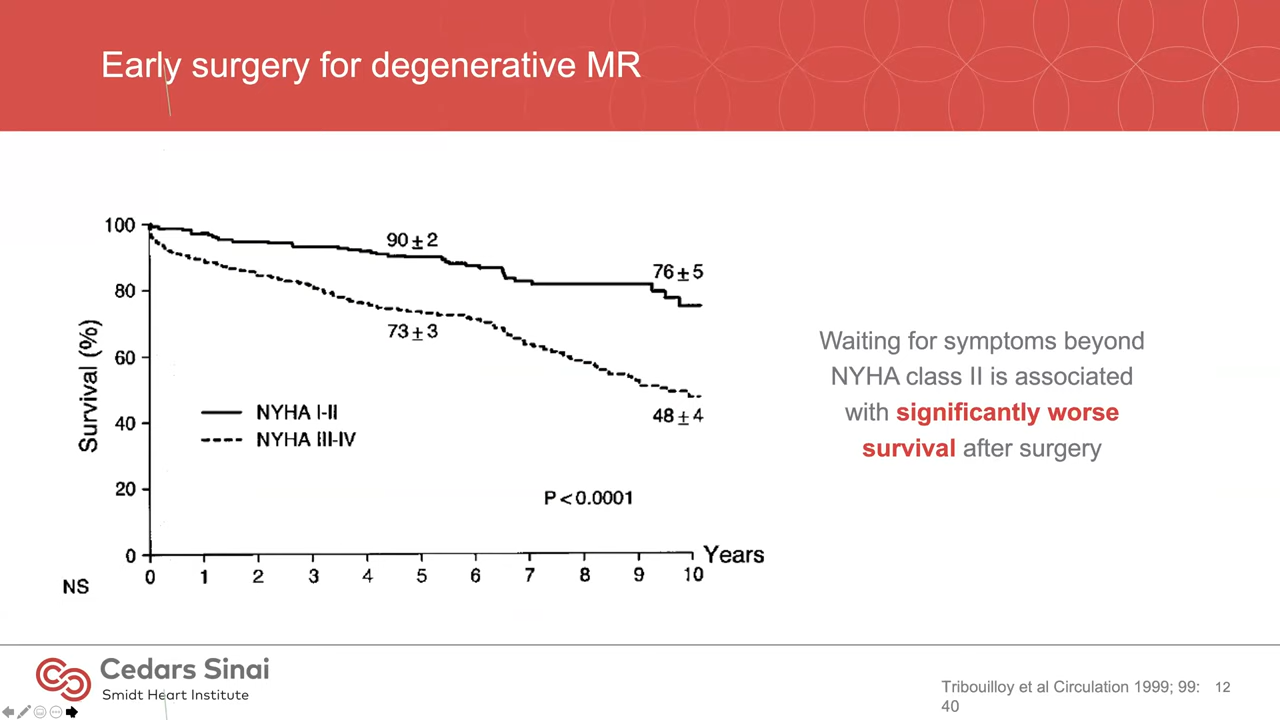 Early surgery for degenerative MR
100
80
60
40
20
0
Survival (%)
90±2
76±5
73±3
48±4
NYHA I-II
NYHA III-IV
P<0.0001
0 1 2 3 4 5 6 7 8 9 10
Years
NS
Waiting for symptoms beyond
NYHA class II is associated
with significantly worse
survival after surgery
Cedars Sinai
Smidt Heart Institute
Tribouilloy et al Circulation 1999; 99:
40
12